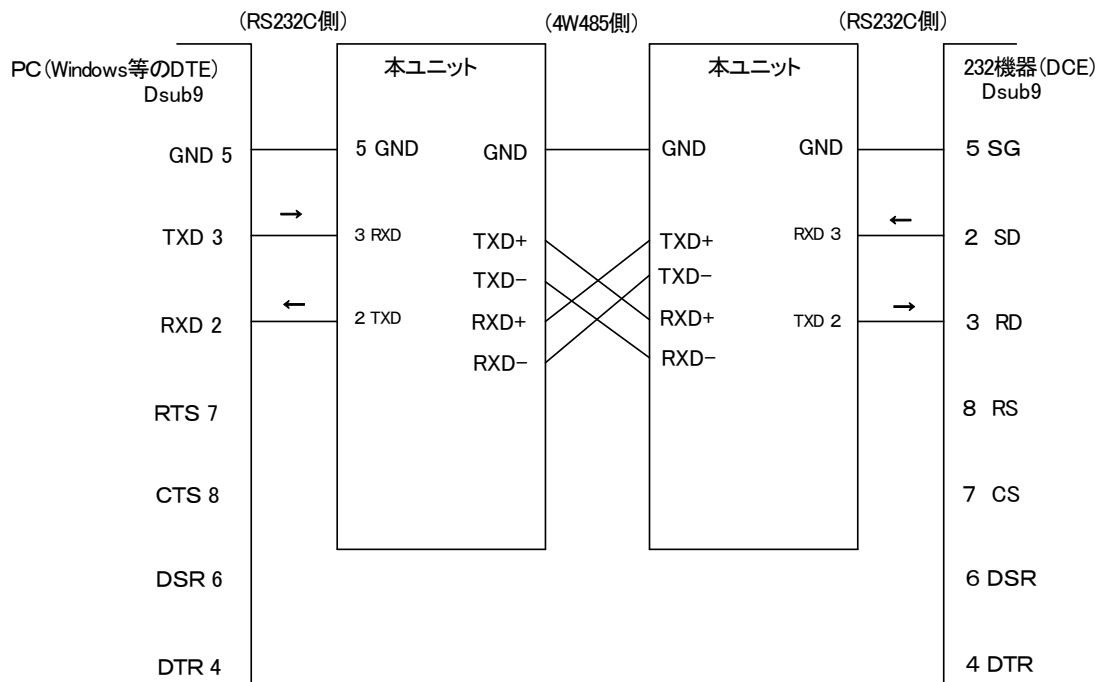 (RS232C側) (4W485側) (RS232C側)
PC(Windows等のDTE) 本ユニット 本ユニット 232機器(DCE)
Dsub9 Dsub9
GND 5 5 GND GND GND GND 5 SG
→ ←
TXD 3 3 RXD TXD+ TXD+ RXD 3 2 SD
TXD− TXD−
← →
RXD 2 2 TXD RXD+ RXD+ TXD 2 3 RD
RXD− RXD−
RTS 7 8 RS
CTS 8 7 CS
DSR 6 6 DSR
DTR 4 4 DTR